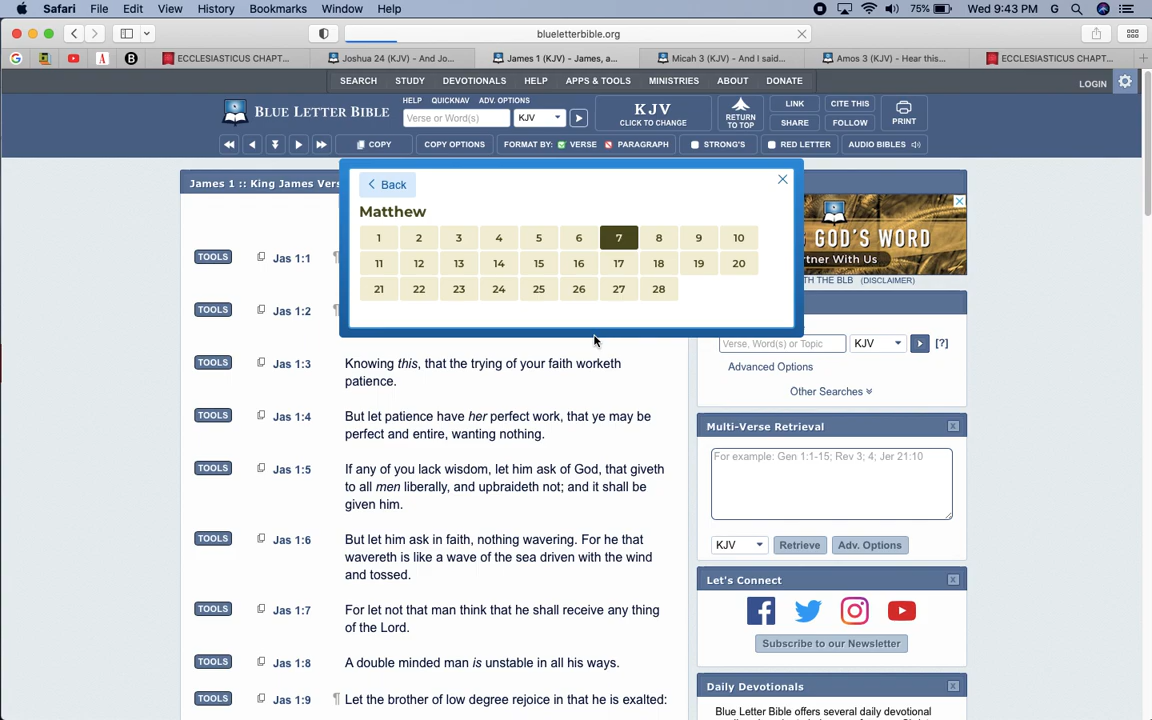 Safari File Edit View History Bookmarks Window Help 75% Wed 9:43 PM G
blueletterbible.org
ECCLESIASTICUS CHAPT... Joshua 24 (KJV) - And Jo... James 1 (KJV) - James, a... Micah 3 (KJV) - And I said... Amos 3 (KJV) - Hear this... ECCLESIASTICUS CHAPT...
SEARCH STUDY DEVOTIONALS HELP APPS & TOOLS MINISTRIES ABOUT DONATE LOGIN
HELP QUICKNAV ADV. OPTIONS
BLUE LETTER BIBLE Verse or Word(s) KJV
KJV
CLICK TO CHANGE
RETURN
TO TOP
LINK CITE THIS
SHARE FOLLOW
PRINT
COPY COPY OPTIONS FORMAT BY: VERSE PARAGRAPH STRONG'S RED LETTER AUDIO BIBLES
James 1 :: King James Vers
Back
Matthew
1 2 3 4 5 6 7 8 9 10
11 12 13 14 15 16 17 18 19 20
21 22 23 24 25 26 27 28
GOD'S WORD
rtner With Us
TH THE BLB (DISCLAIMER)
TOOLS Jas 1:1 ¶
TOOLS Jas 1:2 ¶
TOOLS Jas 1:3 Knowing this, that the trying of your faith worketh
patience.
TOOLS Jas 1:4 But let patience have her perfect work, that ye may be
perfect and entire, wanting nothing.
TOOLS Jas 1:5 If any of you lack wisdom, let him ask of God, that giveth
to all men liberally, and upbraideth not; and it shall be
given him.
TOOLS Jas 1:6 But let him ask in faith, nothing wavering. For he that
wavereth is like a wave of the sea driven with the wind
and tossed.
TOOLS Jas 1:7 For let not that man think that he shall receive any thing
of the Lord.
TOOLS Jas 1:8 A double minded man is unstable in all his ways.
TOOLS Jas 1:9 ¶ Let the brother of low degree rejoice in that he is exalted:
Verse, Word(s) or Topic KJV [?]
Advanced Options
Other Searches
Multi-Verse Retrieval
For example: Gen 1:1-15; Rev 3; 4; Jer 21:10
KJV Retrieve Adv. Options
Let's Connect
Subscribe to our Newsletter
Daily Devotionals
Blue Letter Bible offers several daily devotional